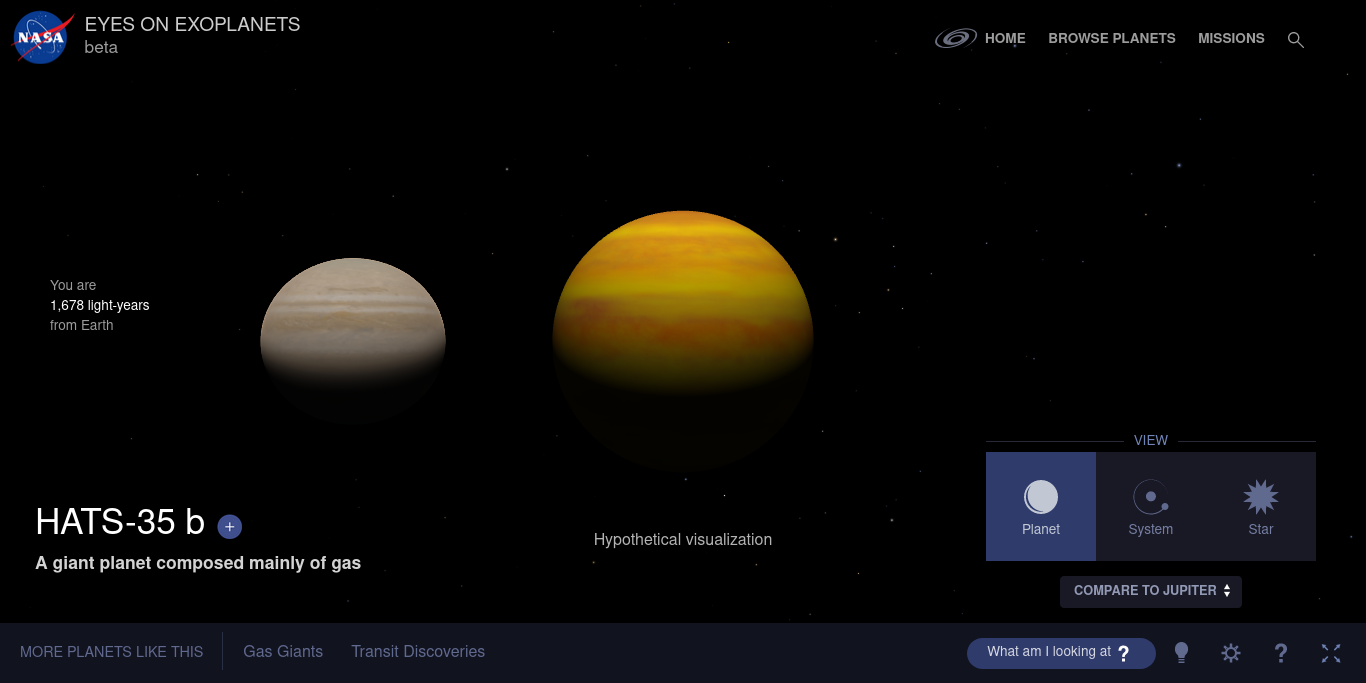 NASA
EYES ON EXOPLANETS
beta
HOME
BROWSE PLANETS
MISSIONS
You are
1,678 light-years
from Earth
HATS-35 b +
A giant planet composed mainly of gas
Hypothetical visualization
VIEW
Planet
System
Star
COMPARE TO JUPITER
MORE PLANETS LIKE THIS
Gas Giants
Transit Discoveries
What am I looking at ?
?